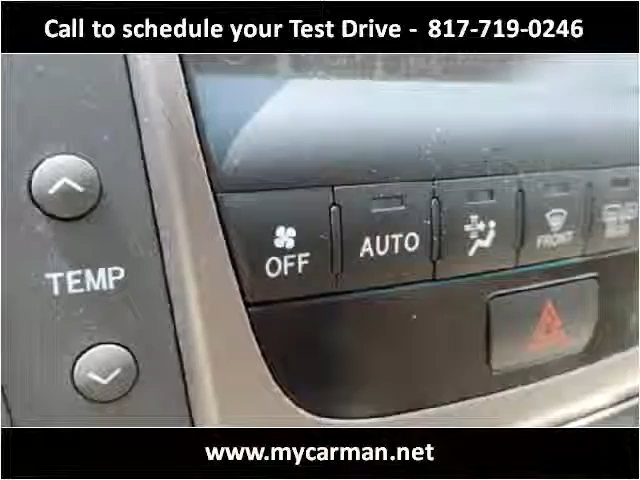 Call to schedule your Test Drive - 817-719-0246
OFF
AUTO
FRONT
TEMP
www.mycarman.net